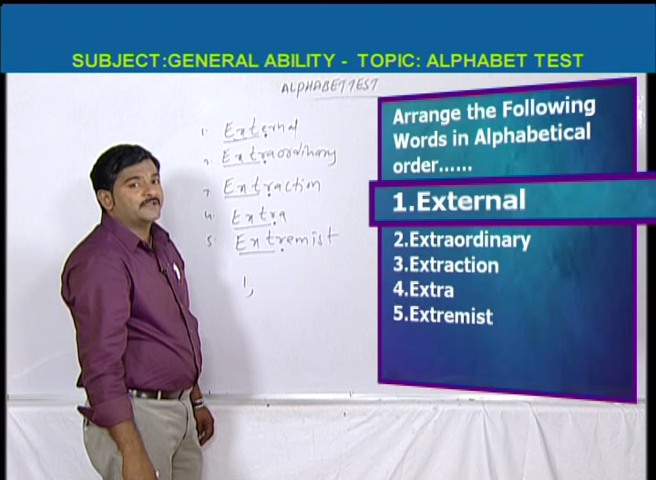 SUBJECT:GENERAL ABILITY - TOPIC: ALPHABET TEST
ALPHABET TEST
1. External
2. Extraordinary
3. Extraction
4. Extra
5. Extremist
1,
Arrange the Following
Words in Alphabetical
order......
1.External
2.Extraordinary
3.Extraction
4.Extra
5.Extremist